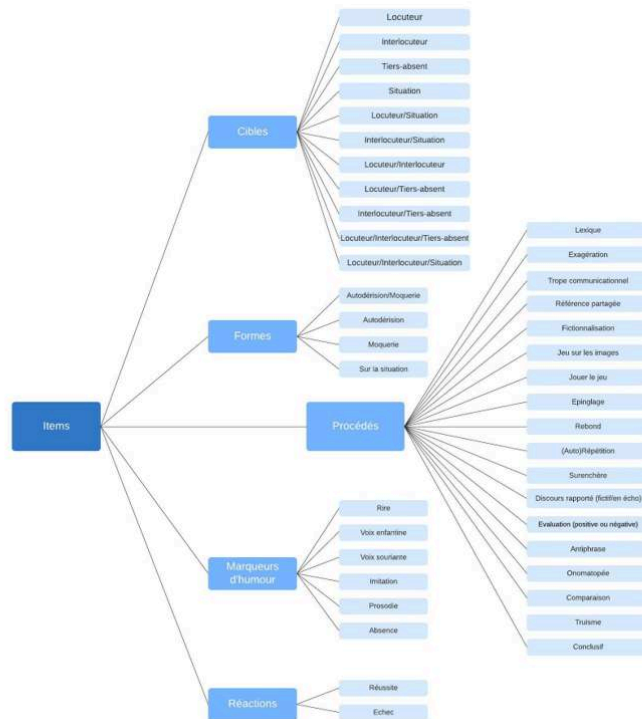 Items
Cibles
Locuteur
Interlocuteur
Tiers-absent
Situation
Locuteur/Situation
Interlocuteur/Situation
Locuteur/Interlocuteur
Locuteur/Tiers-absent
Interlocuteur/Tiers-absent
Locuteur/Interlocuteur/Tiers-absent
Locuteur/Interlocuteur/Situation
Formes
Autodérision/Moquerie
Autodérision
Moquerie
Sur la situation
Procédés
Lexique
Exagération
Trope communicationnel
Référence partagée
Fictionnalisation
Jeu sur les images
Jouer le jeu
Epinglage
Rebond
(Auto)Répétition
Surenchère
Discours rapporté (fictif/en écho)
Evaluation (positive ou négative)
Antiphrase
Onomatopée
Comparaison
Truisme
Conclusif
Marqueurs
d'humour
Rire
Voix enfantine
Voix souriante
Imitation
Prosodie
Absence
Réactions
Réussite
Echec